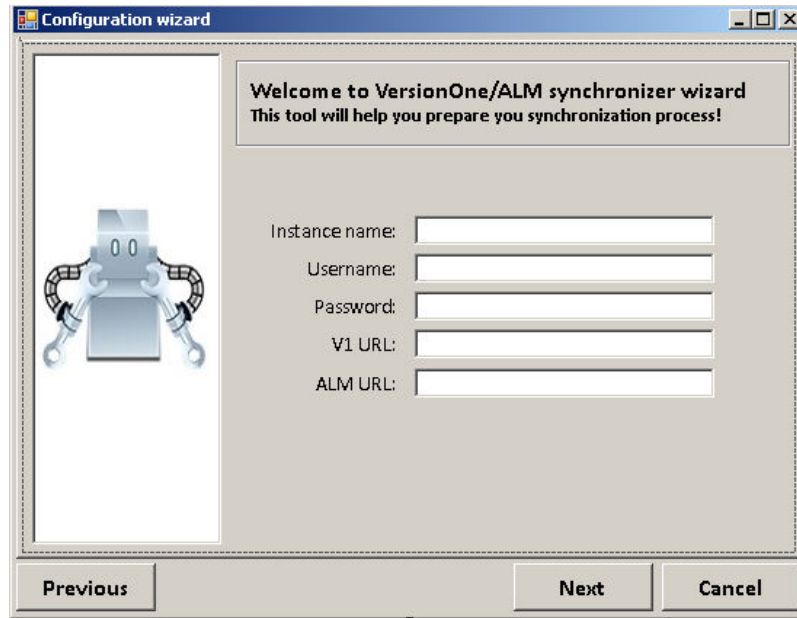 Configuration wizard
Welcome to VersionOne/ALM synchronizer wizard
This tool will help you prepare you synchronization process!
Instance name:
Username:
Password:
V1 URL:
ALM URL:
Previous
Next
Cancel